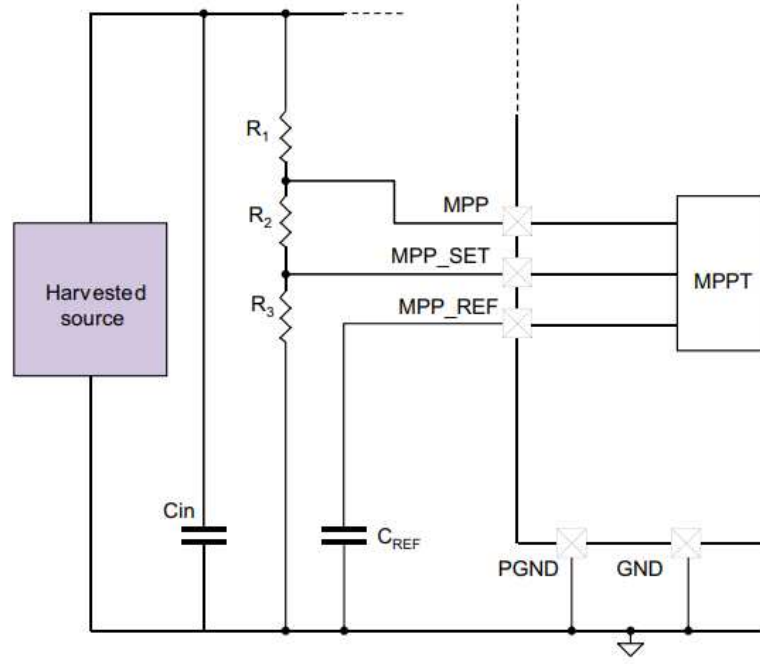 R1
MPP
R2
MPP_SET
Harvested
source
R3
MPP_REF
MPPT
Cin
CREF
PGND
GND